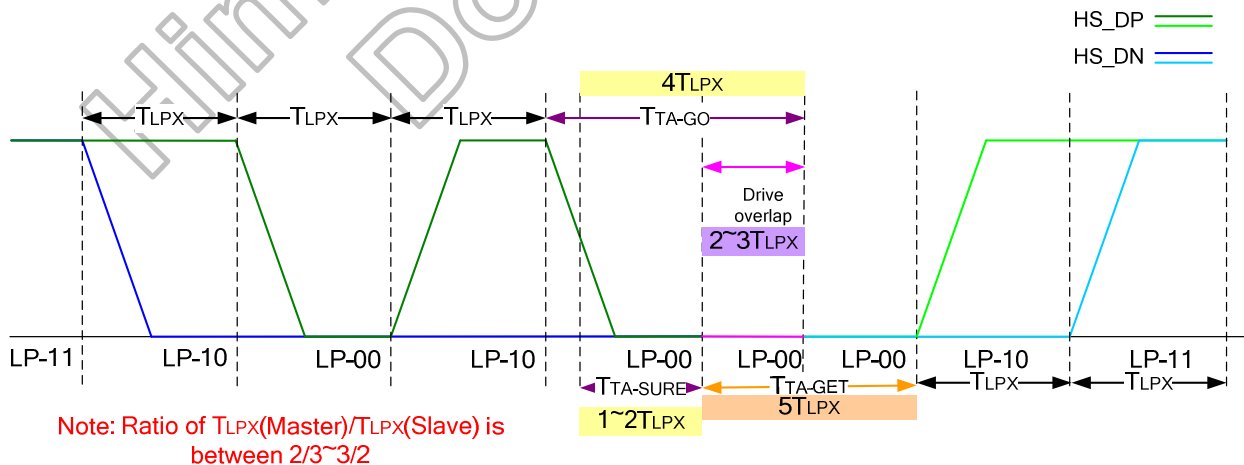 HS_DP
HS_DN
4TLPX
TLPX TLPX TLPX TTA-GO
Drive
overlap
2~3TLPX
LP-11 LP-10 LP-00 LP-10 LP-00 LP-00 LP-00 LP-10 LP-11
TTA-SURE TTA-GET TLPX TLPX
1~2TLPX 5TLPX
Note: Ratio of TLPX(Master)/TLPX(Slave) is
between 2/3~3/2